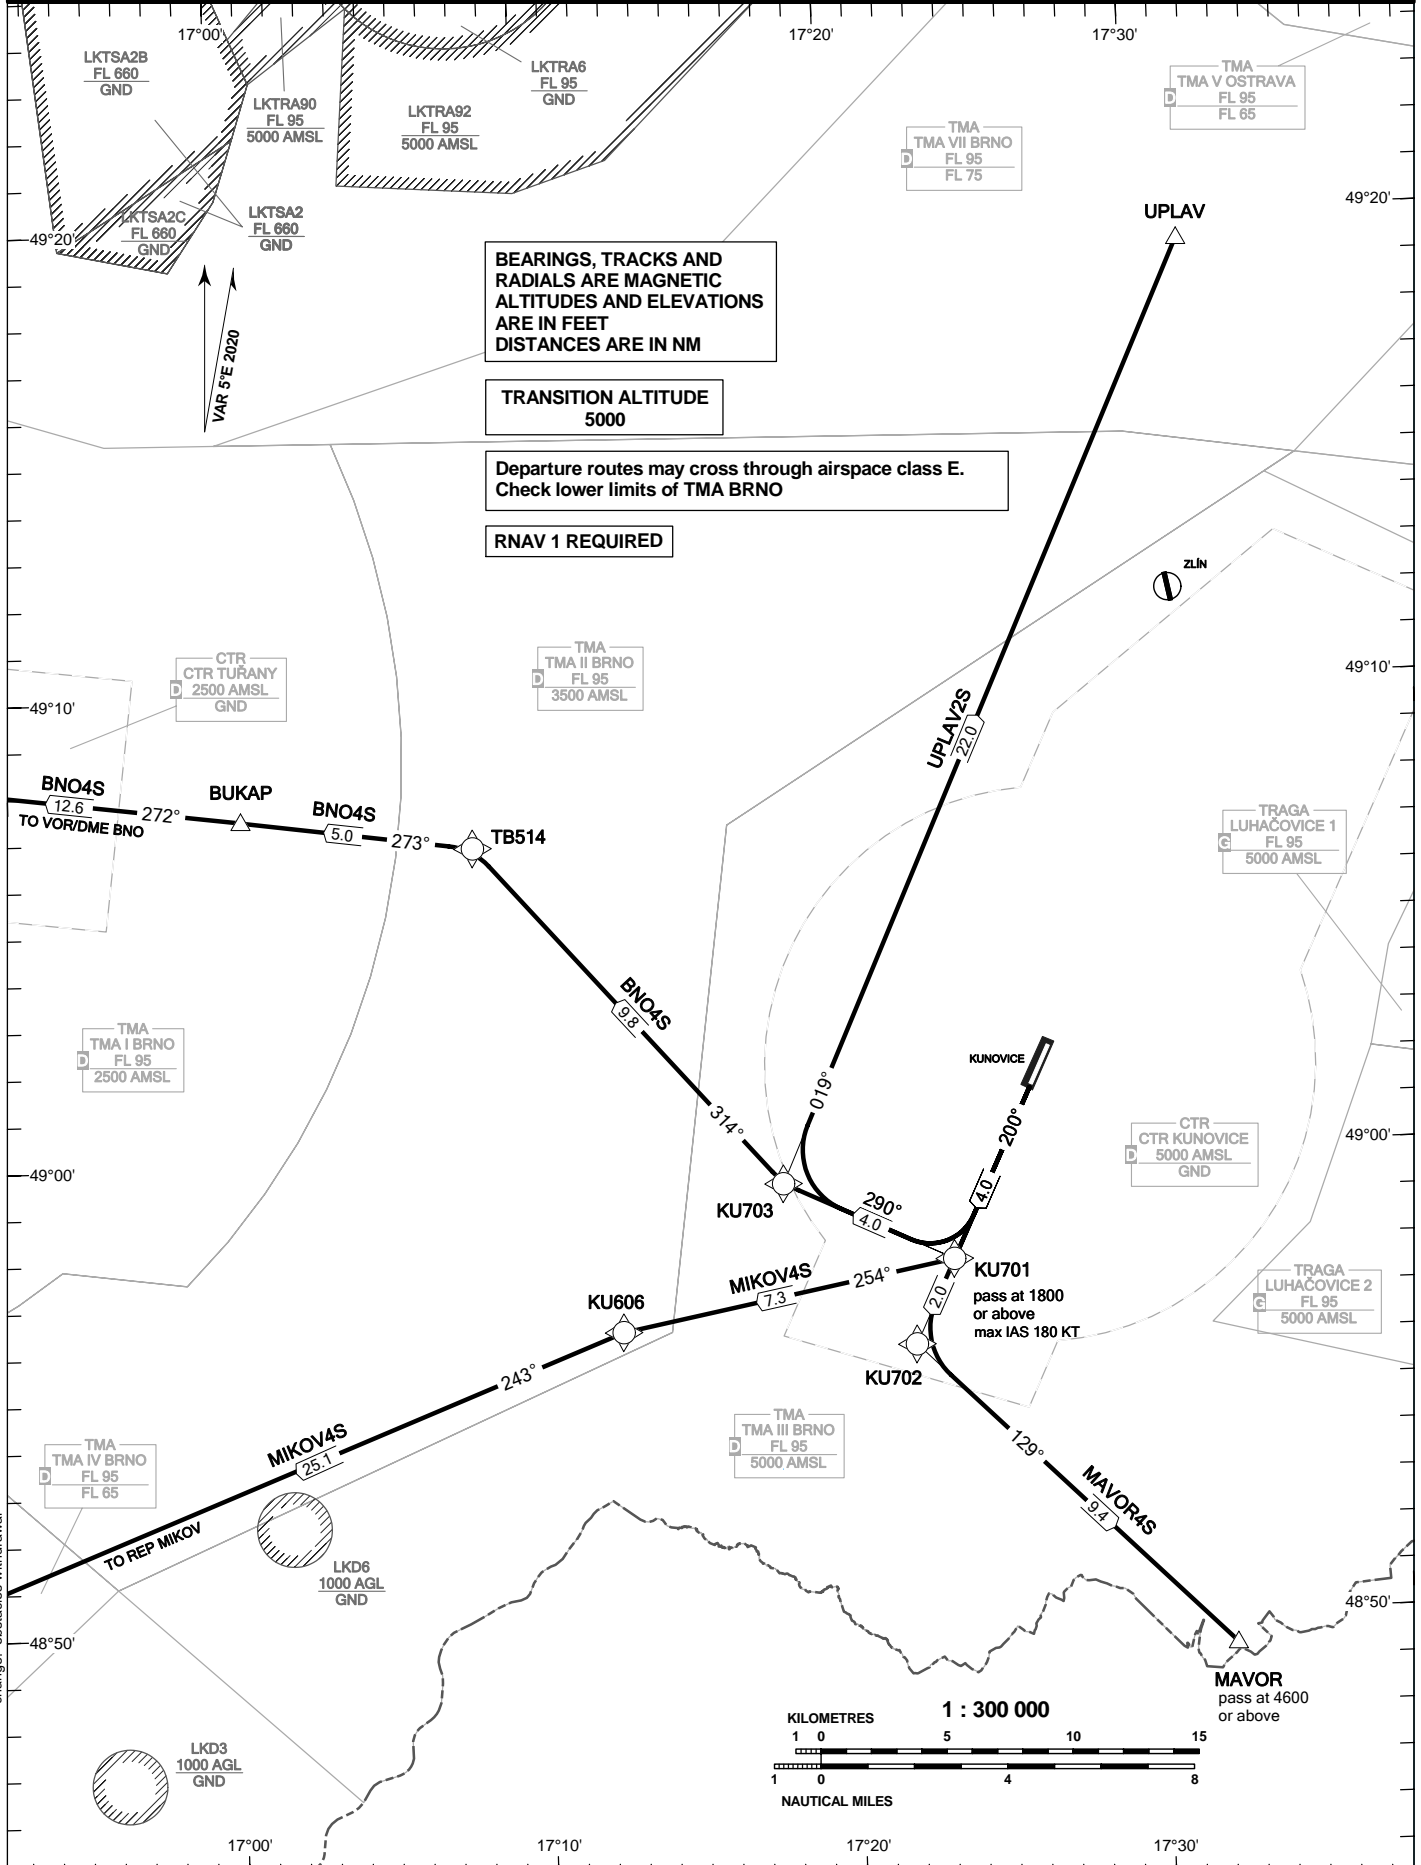 17°00'
17°20'
17°30'
LKTSA2B
FL 660
GND
LKTRA90
FL 95
5000 AMSL
LKTRA92
FL 95
5000 AMSL
LKTRA6
FL 95
GND
TMA
TMA V OSTRAVA
D
FL 95
FL 65
TMA
TMA VII BRNO
D
FL 95
FL 75
LKTSA2C
FL 660
GND
LKTSA2
FL 660
GND
49°20'
49°20'
UPLAV
VAR 5°E 2020
BEARINGS, TRACKS AND
RADIALS ARE MAGNETIC
ALTITUDES AND ELEVATIONS
ARE IN FEET
DISTANCES ARE IN NM
TRANSITION ALTITUDE
5000
Departure routes may cross through airspace class E.
Check lower limits of TMA BRNO
RNAV 1 REQUIRED
ZLÍN
CTR
CTR TUŘANY
D
2500 AMSL
GND
TMA
TMA II BRNO
D
FL 95
3500 AMSL
49°10'
49°10'
UPLAV2S
22.0
BNO4S
12.6
272°
TO VOR/DME BNO
BUKAP
BNO4S
5.0
273°
TB514
TRAGA
LUHAČOVICE 1
G
FL 95
5000 AMSL
BNO4S
9.8
314°
TMA
TMA I BRNO
D
FL 95
2500 AMSL
019°
KUNOVICE
200°
4.0
CTR
CTR KUNOVICE
D
5000 AMSL
GND
49°00'
49°00'
KU703
290°
4.0
KU701
pass at 1800
or above
max IAS 180 KT
MIKOV4S
7.3
254°
2.0
KU606
KU702
TRAGA
LUHAČOVICE 2
G
FL 95
5000 AMSL
243°
MIKOV4S
25.1
TO REP MIKOV
TMA
TMA III BRNO
D
FL 95
5000 AMSL
129°
MAVOR4S
9.4
TMA
TMA IV BRNO
D
FL 95
FL 65
LKD6
1000 AGL
GND
48°50'
48°50'
MAVOR
pass at 4600
or above
LKD3
1000 AGL
GND
1 : 300 000
KILOMETRES
1 0 5 10 15
1 0 4 8
NAUTICAL MILES
17°00'
17°10'
17°20'
17°30'